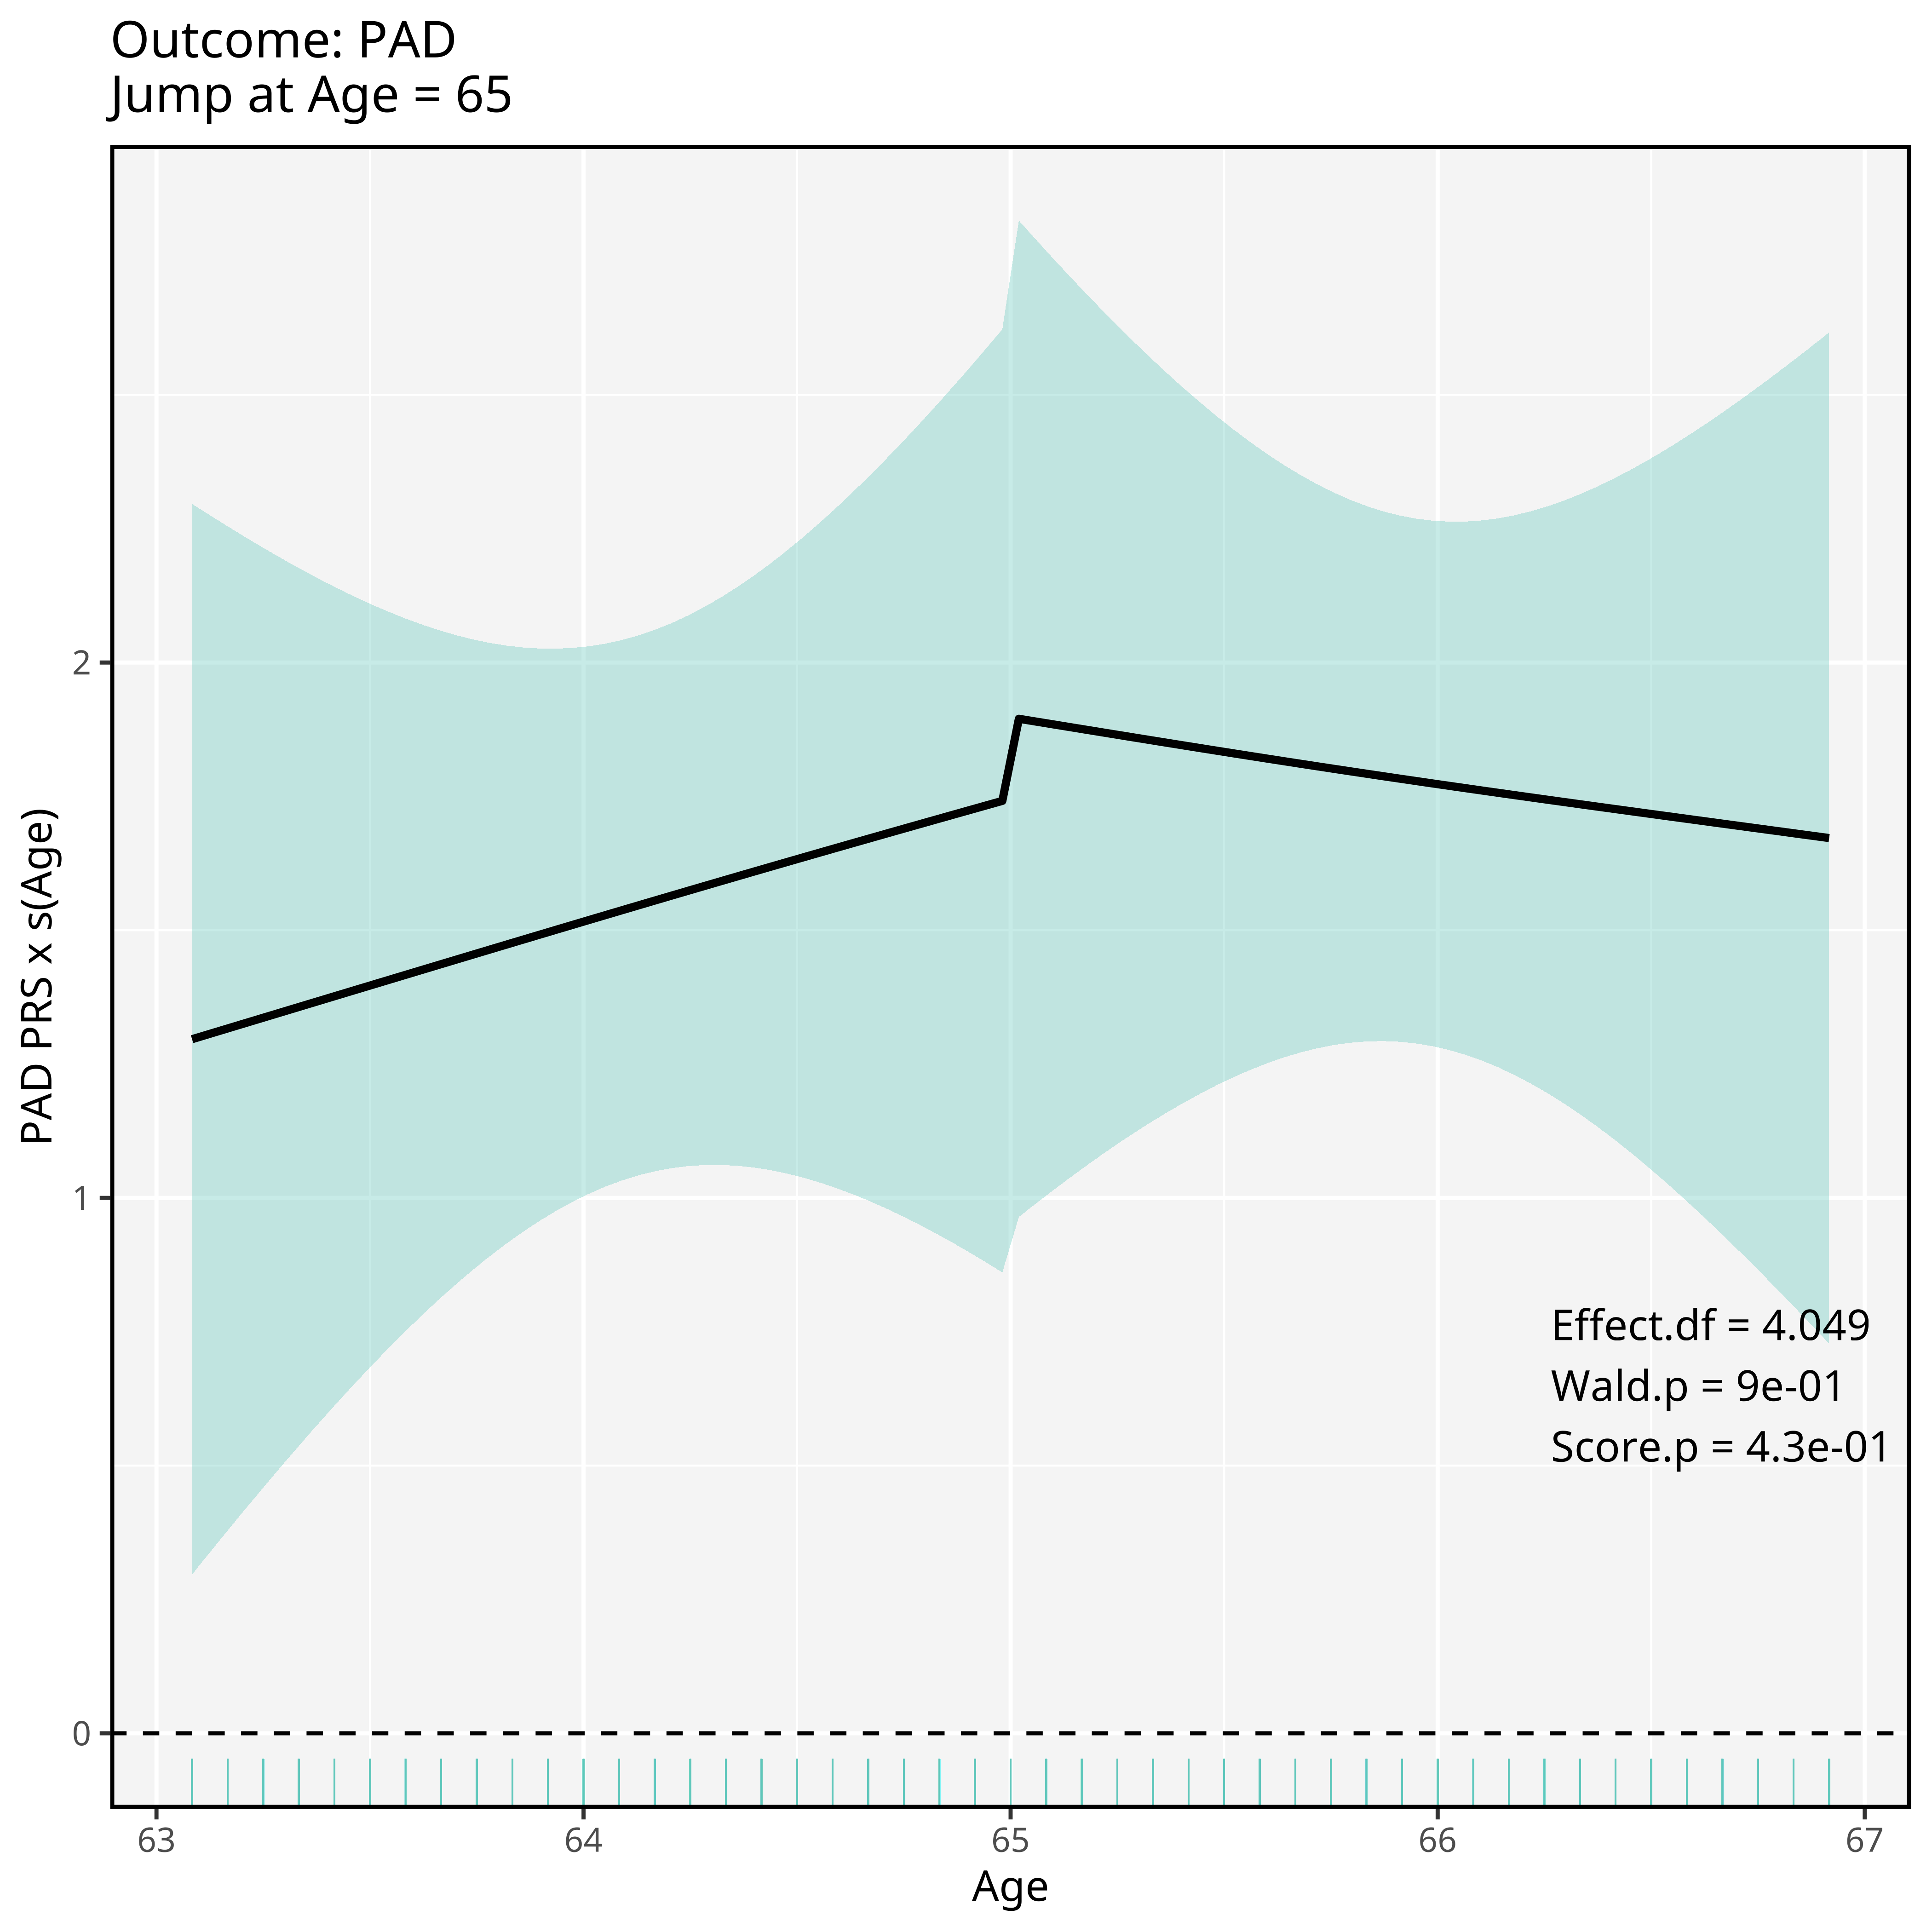 Outcome: PAD
Jump at Age = 65
PAD PRS x s(Age)
2
1
0
Effect.df = 4.049
Wald.p = 9e-01
Score.p = 4.3e-01
63 64 65 66 67
Age